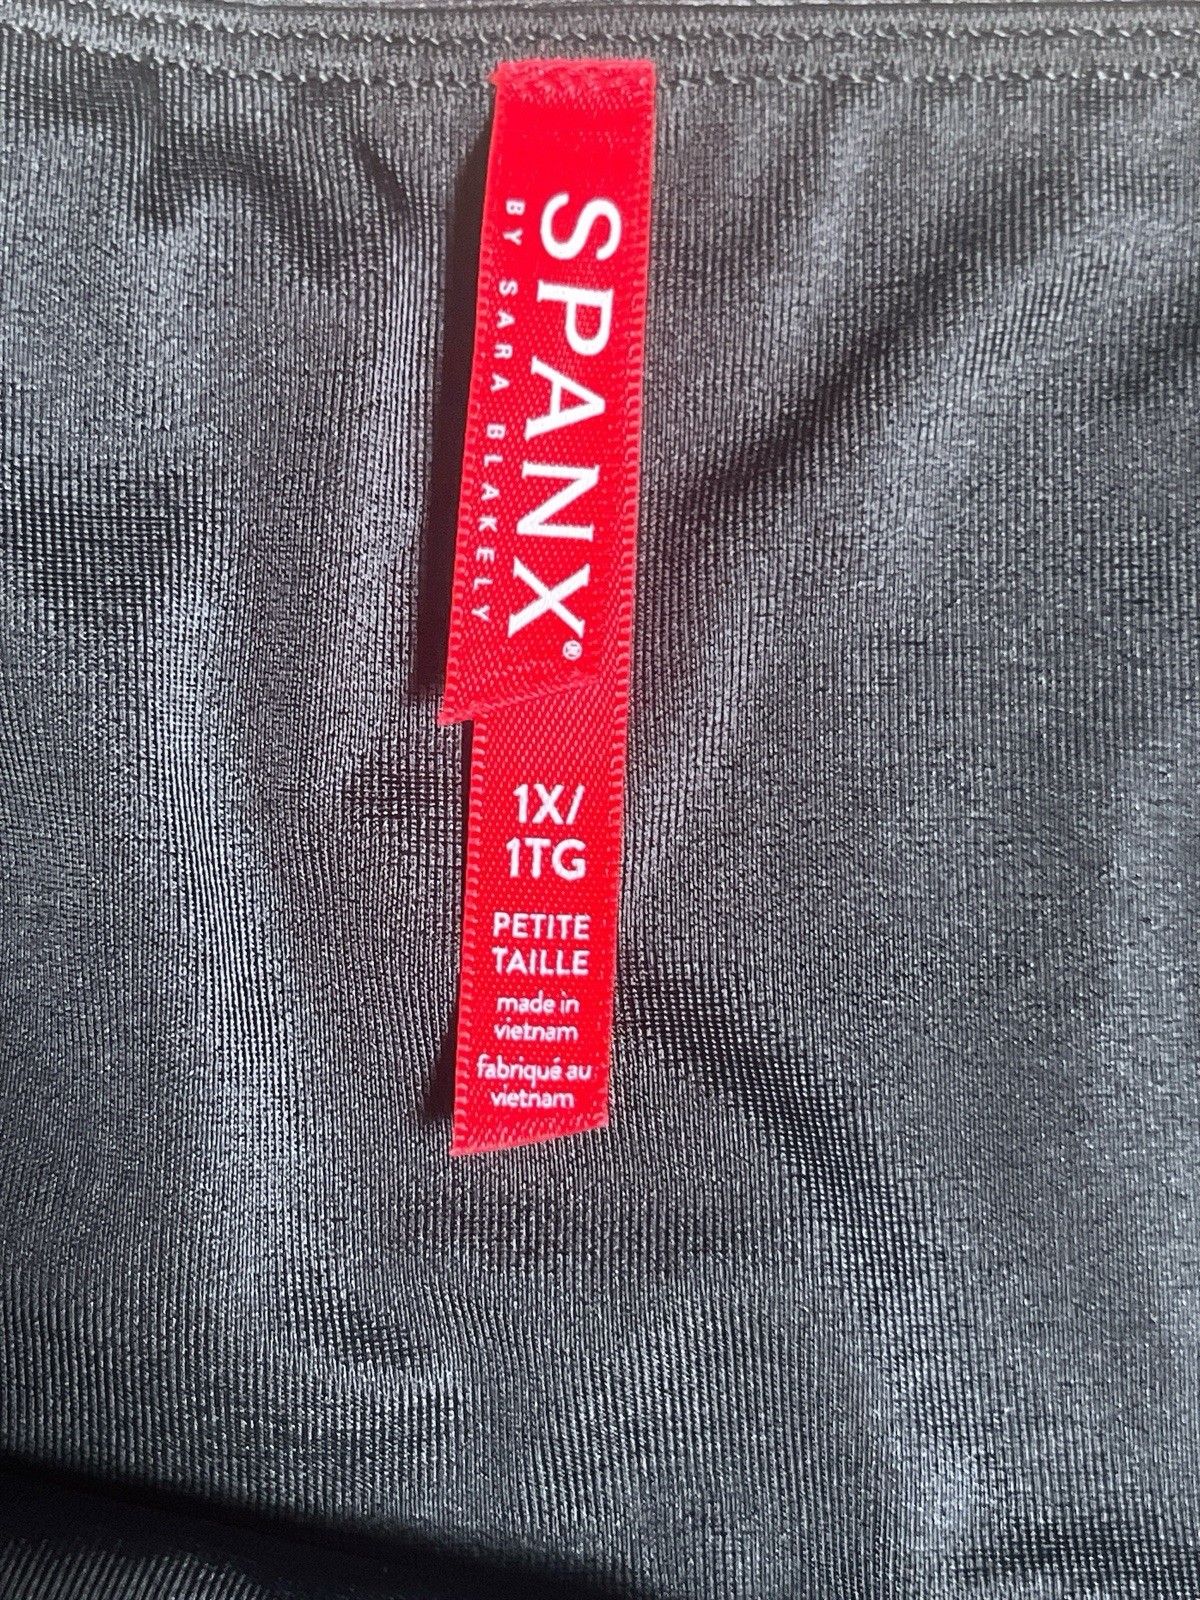 SPANX®
BY SARA BLAKELY
1X/
1TG
PETITE
TAILLE
made in
vietnam
fabriqué au
vietnam